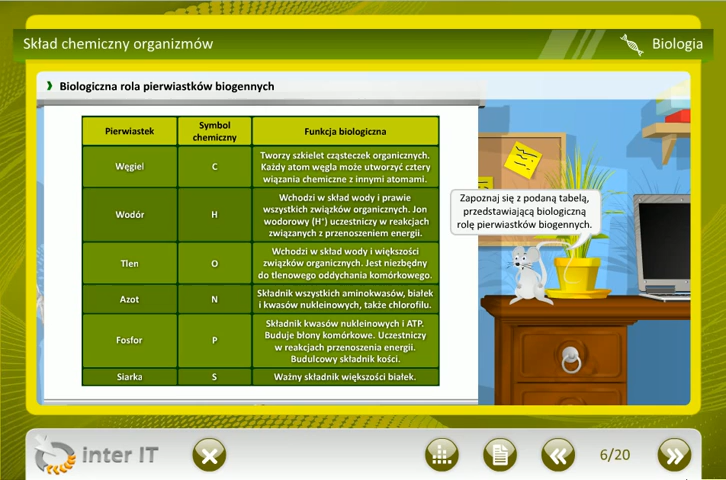 Skład chemiczny organizmów
Biologia
Biologiczna rola pierwiastków biogennych
Pierwiastek
Symbol
chemiczny
Funkcja biologiczna
Węgiel
C
Tworzy szkielet cząsteczek organicznych.
Każdy atom węgla może utworzyć cztery
wiązania chemiczne z innymi atomami.
Wodór
H
Wchodzi w skład wody i prawie
wszystkich związków organicznych. Jon
wodorowy (H⁺) uczestniczy w reakcjach
związanych z przenoszeniem energii.
Tlen
O
Wchodzi w skład wody i większości
związków organicznych. Jest niezbędny
do tlenowego oddychania komórkowego.
Azot
N
Składnik wszystkich aminokwasów, białek
i kwasów nukleinowych, także chlorofilu.
Fosfor
P
Składnik kwasów nukleinowych i ATP.
Buduje błony komórkowe. Uczestniczy
w reakcjach przenoszenia energii.
Budulcowy składnik kości.
Siarka
S
Ważny składnik większości białek.
Zapoznaj się z podaną tabelą,
przedstawiającą biologiczną
rolę pierwiastków biogennych.
inter IT
6/20